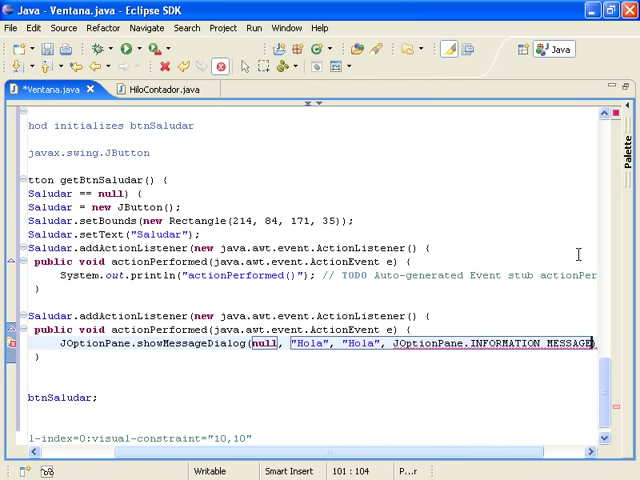 Java - Ventana.java - Eclipse SDK
File Edit Source Refactor Navigate Search Project Run Window Help
Java
*Ventana.java HiloContador.java
Palette
hod initializes btnSaludar
javax.swing.JButton
tton getBtnSaludar() {
Saludar == null) {
Saludar = new JButton();
Saludar.setBounds(new Rectangle(214, 84, 171, 35));
Saludar.setText("Saludar");
Saludar.addActionListener(new java.awt.event.ActionListener() {
public void actionPerformed(java.awt.event.ActionEvent e) {
System.out.println("actionPerformed()"); // TODO Auto-generated Event stub actionPer
}
Saludar.addActionListener(new java.awt.event.ActionListener() {
public void actionPerformed(java.awt.event.ActionEvent e) {
JOptionPane.showMessageDialog(null, "Hola", "Hola", JOptionPane.INFORMATION_MESSAGE)
}
btnSaludar;
l-index=0:visual-constraint="10,10"
Writable Smart Insert 101 : 104 P...r